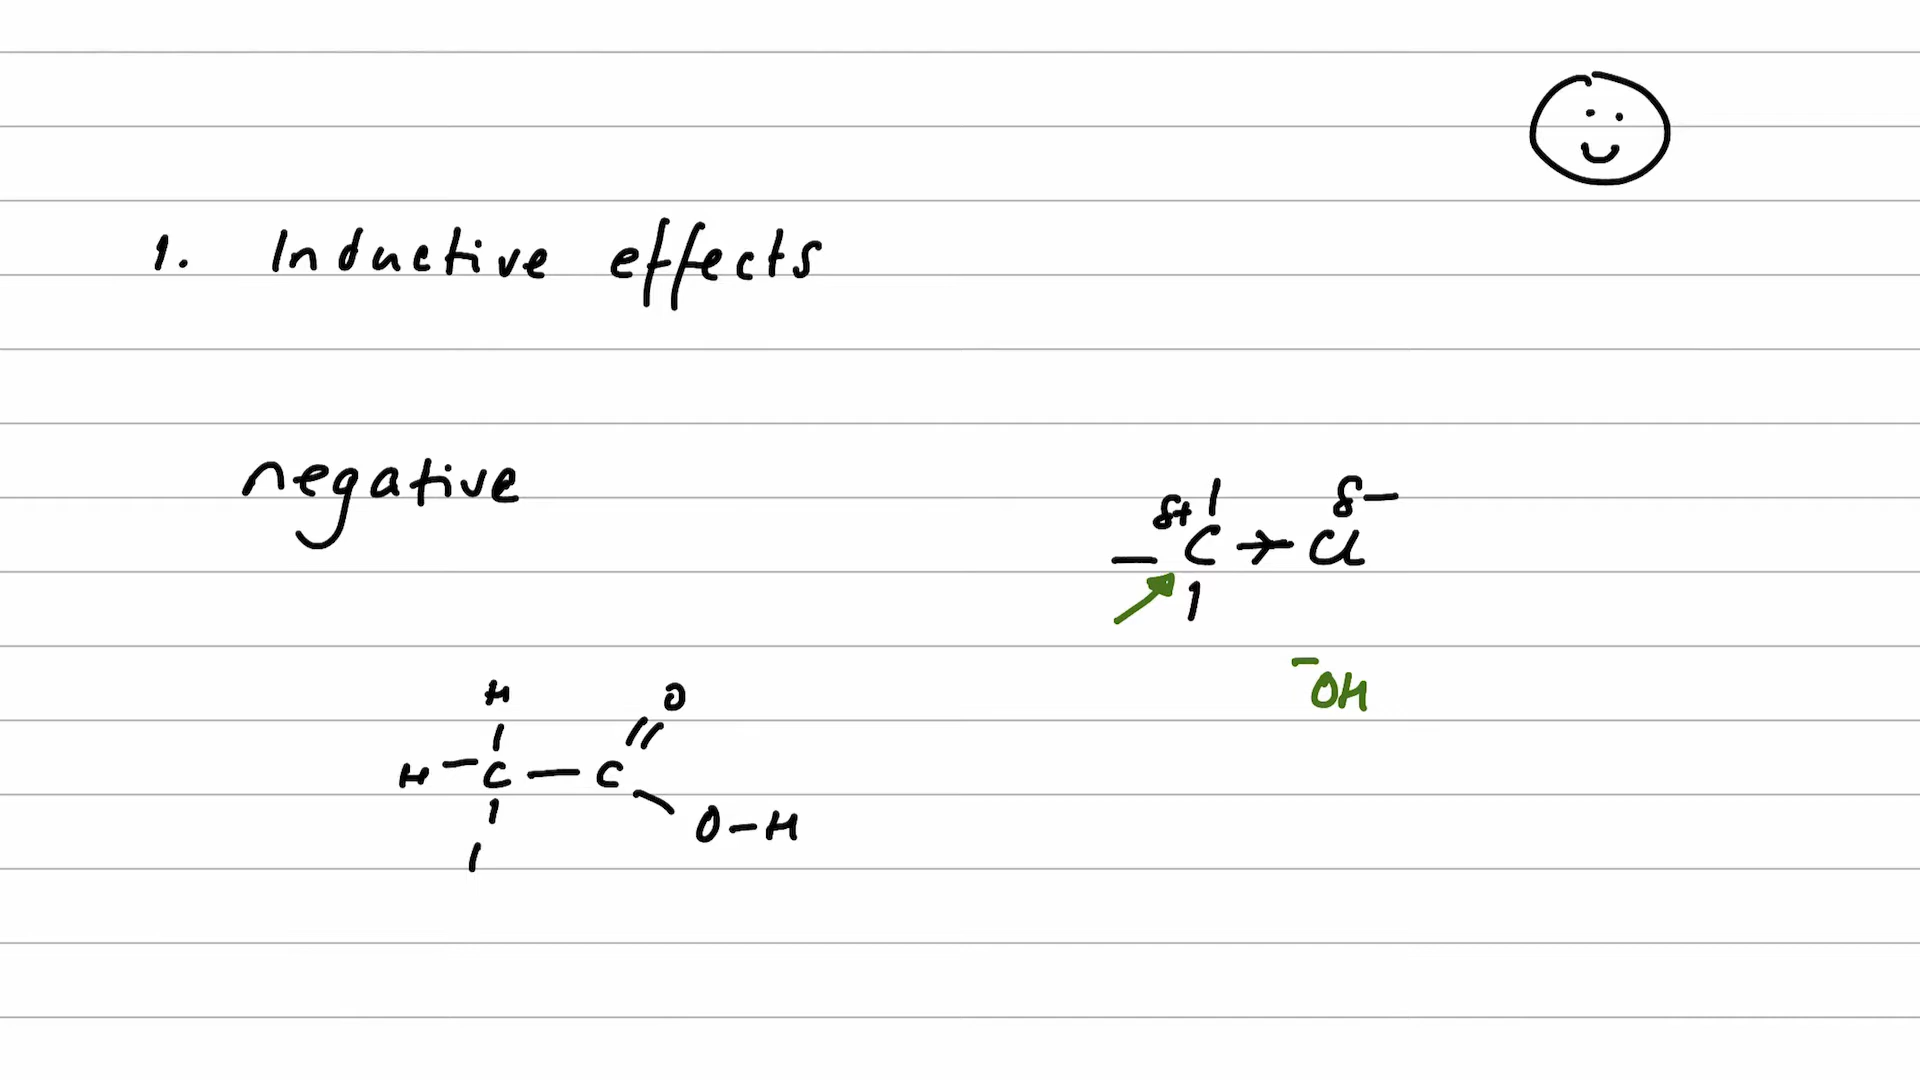 1. Inductive effects
negative
δ+ δ-
C Cl
-OH
H O
H-C-C
O-H